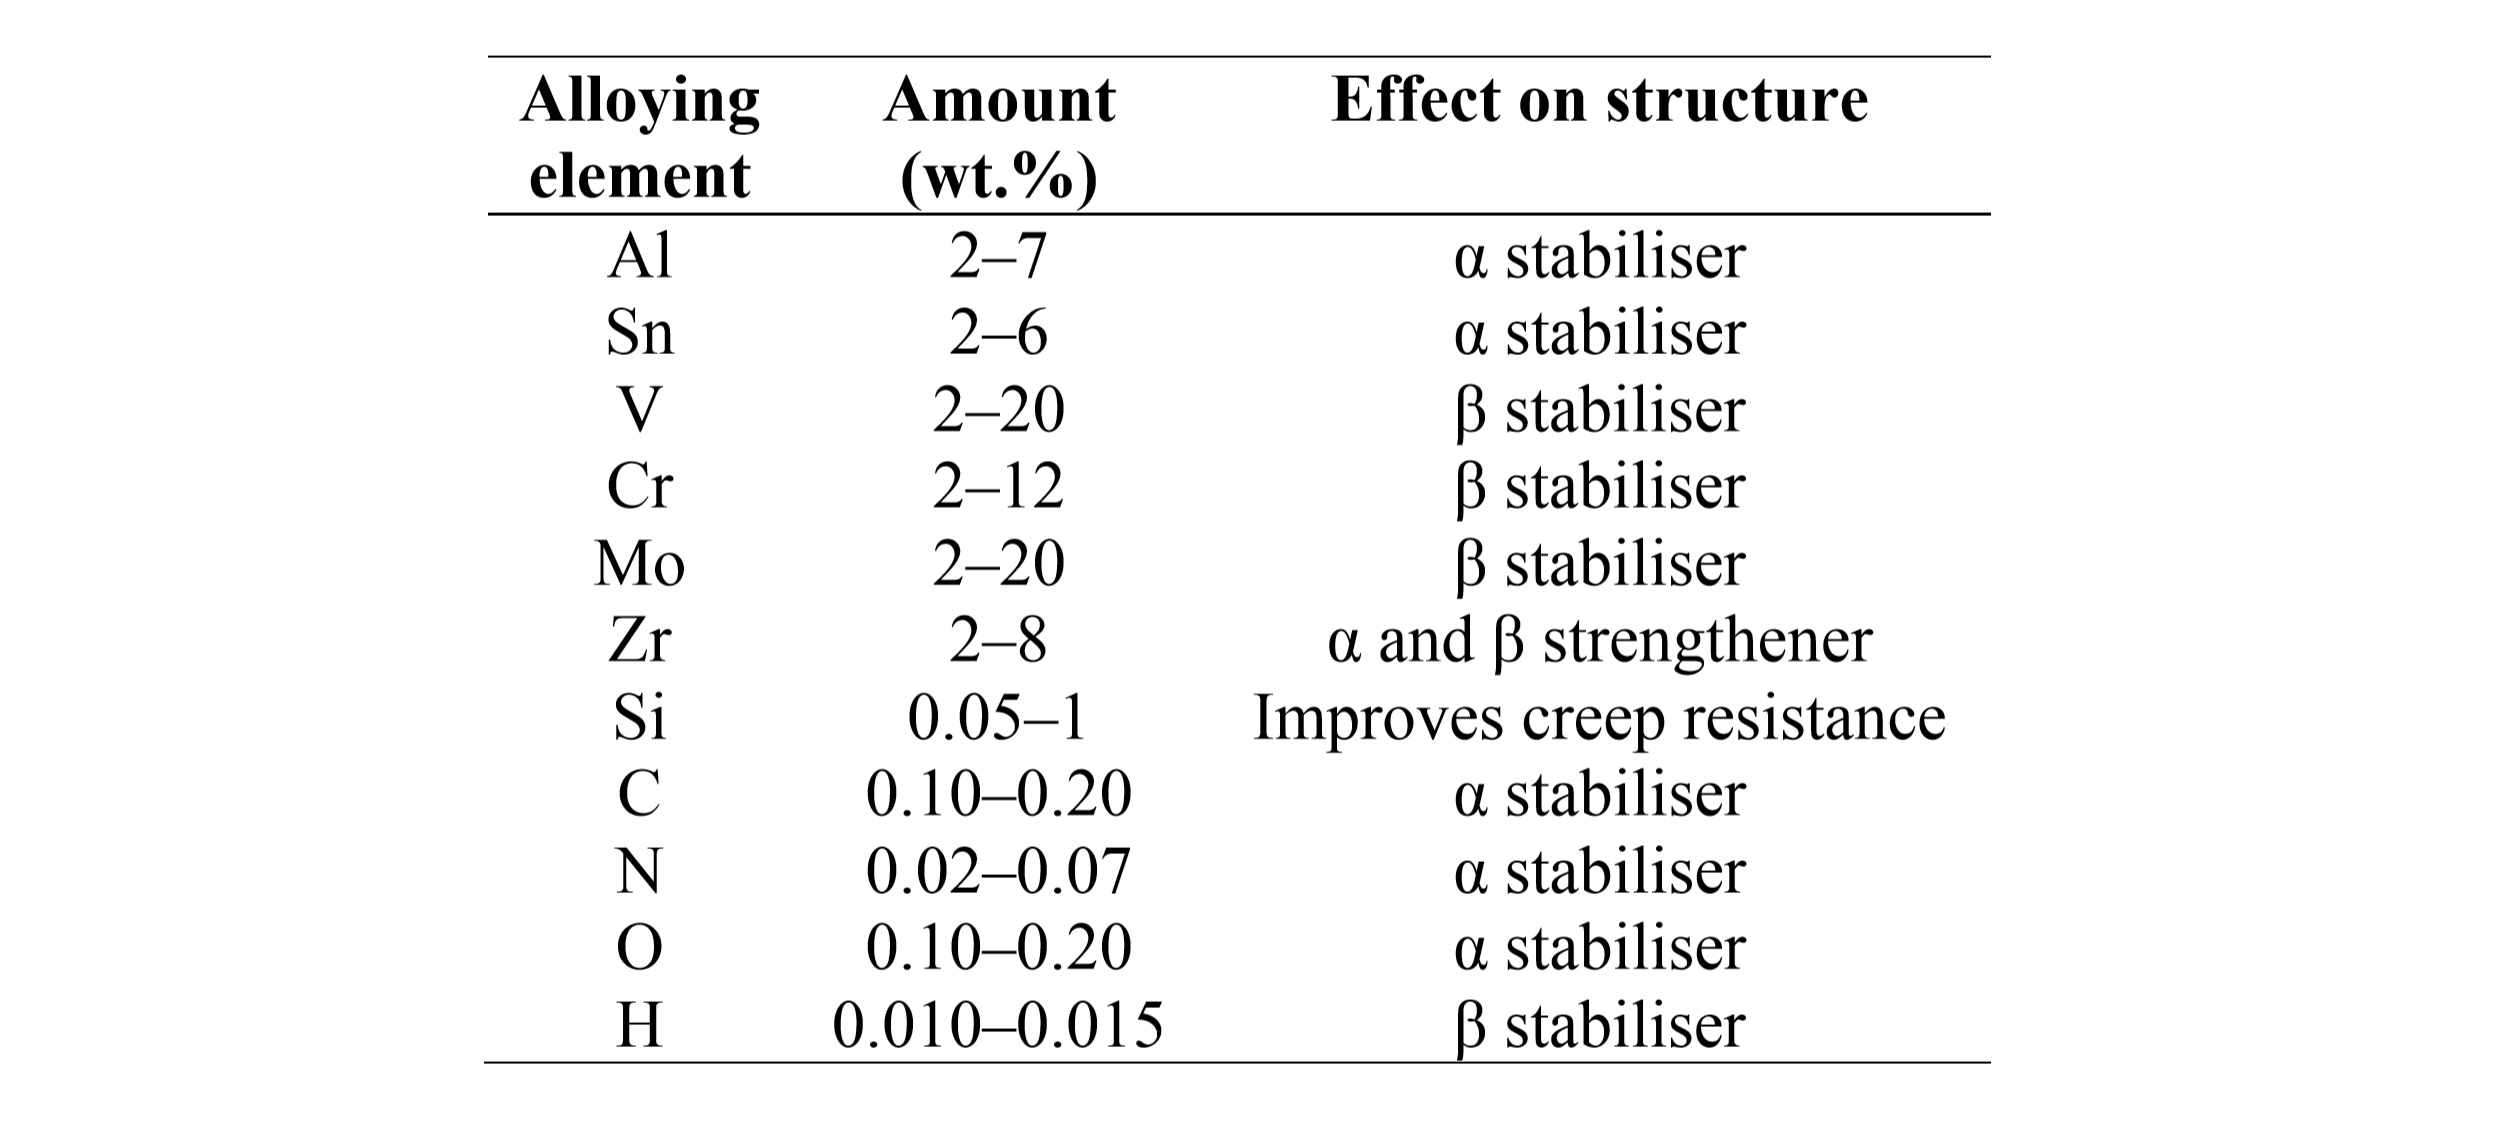 Alloying Amount Effect on structure
element (wt.%)
Al 2–7 α stabiliser
Sn 2–6 α stabiliser
V 2–20 β stabiliser
Cr 2–12 β stabiliser
Mo 2–20 β stabiliser
Zr 2–8 α and β strengthener
Si 0.05–1 Improves creep resistance
C 0.10–0.20 α stabiliser
N 0.02–0.07 α stabiliser
O 0.10–0.20 α stabiliser
H 0.010–0.015 β stabiliser